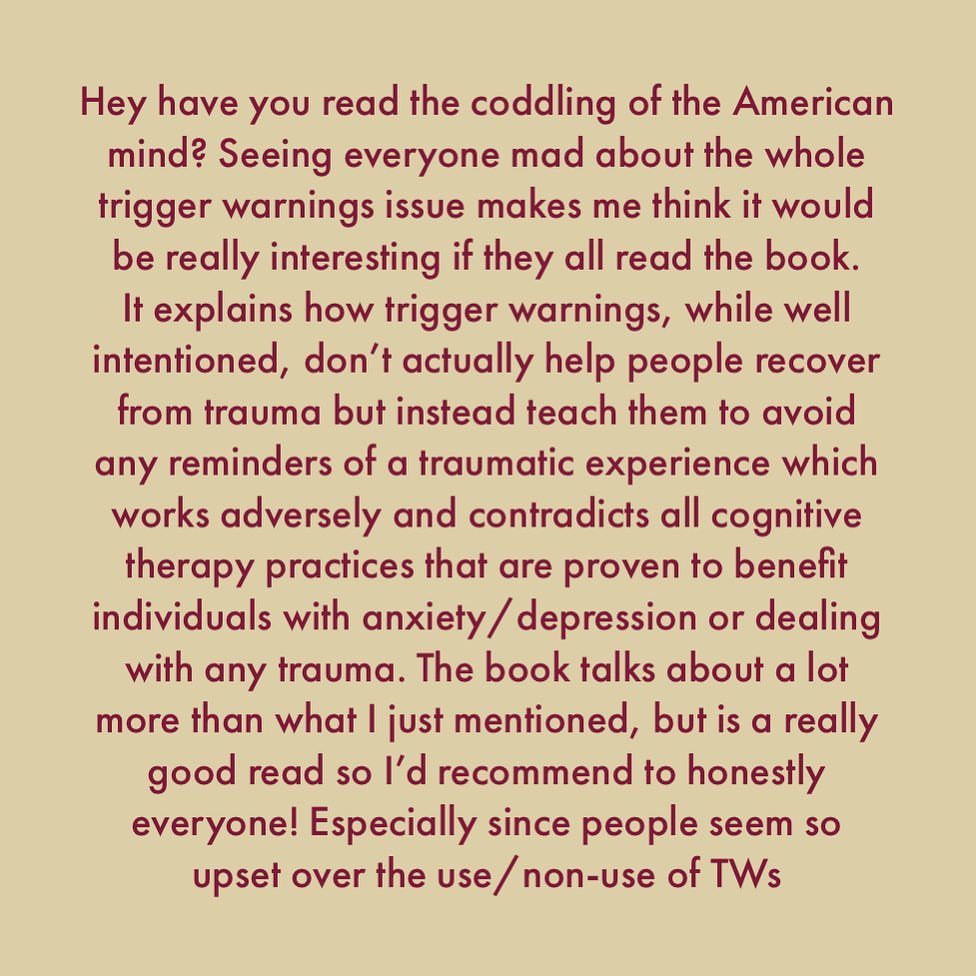 Hey have you read the coddling of the American
mind? Seeing everyone mad about the whole
trigger warnings issue makes me think it would
be really interesting if they all read the book.
It explains how trigger warnings, while well
intentioned, don’t actually help people recover
from trauma but instead teach them to avoid
any reminders of a traumatic experience which
works adversely and contradicts all cognitive
therapy practices that are proven to benefit
individuals with anxiety/depression or dealing
with any trauma. The book talks about a lot
more than what I just mentioned, but is a really
good read so I’d recommend to honestly
everyone! Especially since people seem so
upset over the use/non-use of TWs